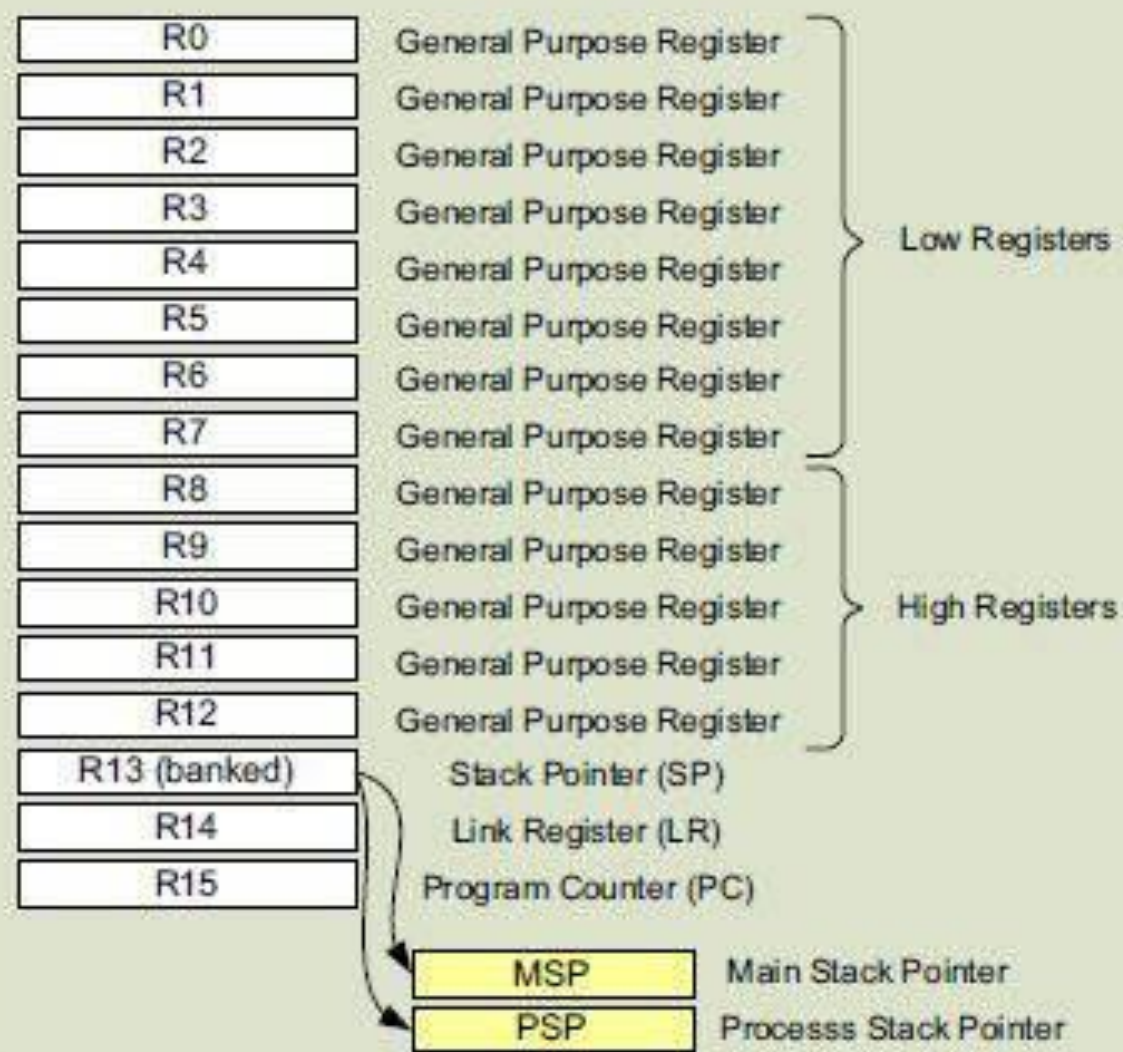 R0 General Purpose Register
R1 General Purpose Register
R2 General Purpose Register
R3 General Purpose Register
R4 General Purpose Register
Low Registers
R5 General Purpose Register
R6 General Purpose Register
R7 General Purpose Register
R8 General Purpose Register
R9 General Purpose Register
R10 General Purpose Register
High Registers
R11 General Purpose Register
R12 General Purpose Register
R13 (banked) Stack Pointer (SP)
R14 Link Register (LR)
R15 Program Counter (PC)
MSP Main Stack Pointer
PSP Processs Stack Pointer